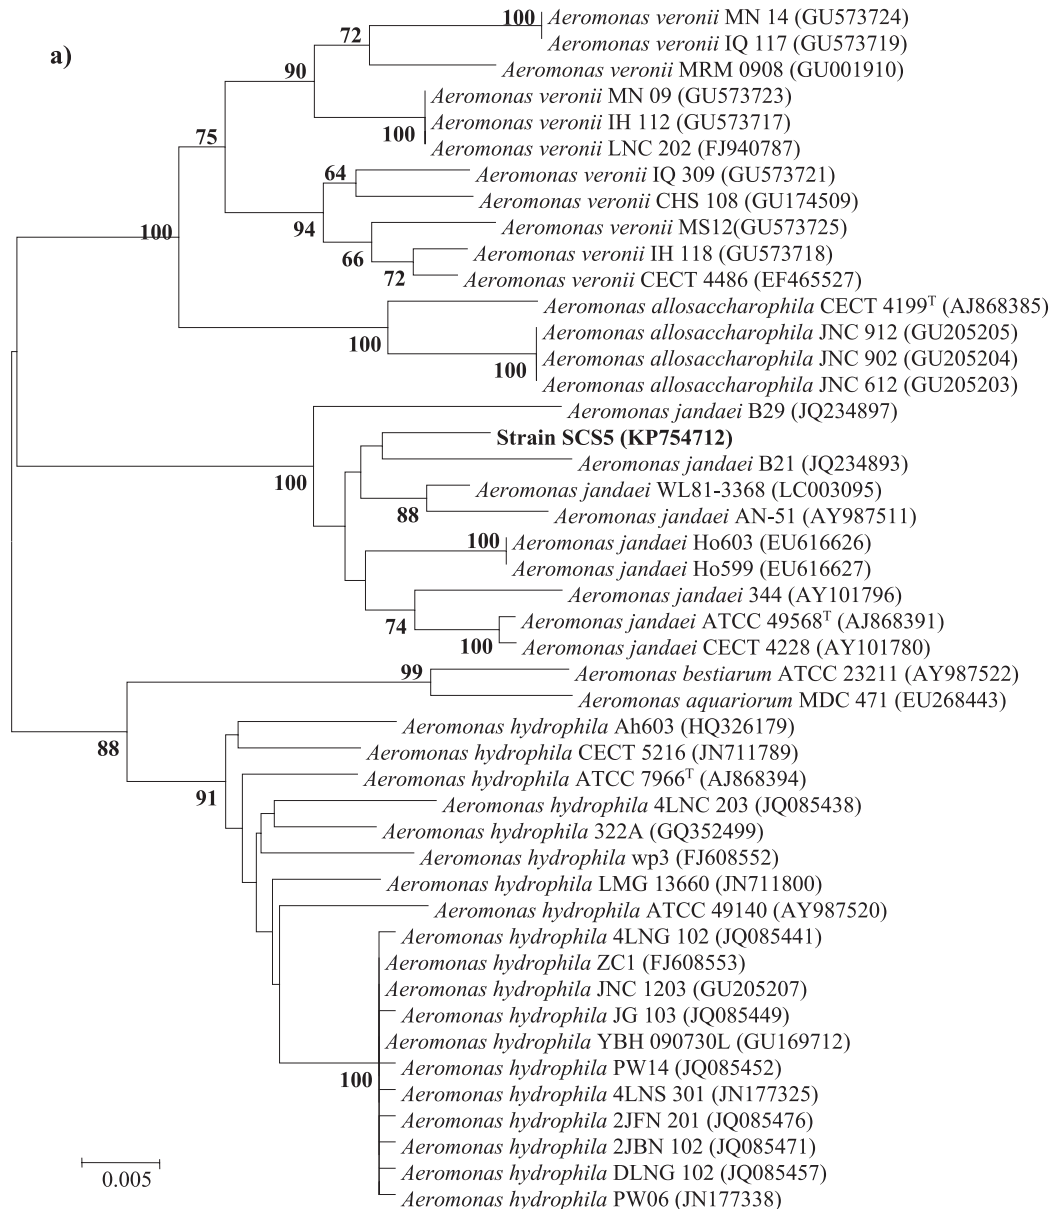 a)
100 Aeromonas veronii MN 14 (GU573724)
Aeromonas veronii IQ 117 (GU573719)
72
Aeromonas veronii MRM 0908 (GU001910)
90
Aeromonas veronii MN 09 (GU573723)
Aeromonas veronii IH 112 (GU573717)
100
Aeromonas veronii LNC 202 (FJ940787)
75
64 Aeromonas veronii IQ 309 (GU573721)
Aeromonas veronii CHS 108 (GU174509)
94 Aeromonas veronii MS12(GU573725)
Aeromonas veronii IH 118 (GU573718)
66
72 Aeromonas veronii CECT 4486 (EF465527)
100
Aeromonas allosaccharophila CECT 4199T (AJ868385)
Aeromonas allosaccharophila JNC 912 (GU205205)
100
Aeromonas allosaccharophila JNC 902 (GU205204)
100
Aeromonas allosaccharophila JNC 612 (GU205203)
Aeromonas jandaei B29 (JQ234897)
Strain SCS5 (KP754712)
Aeromonas jandaei B21 (JQ234893)
100
Aeromonas jandaei WL81-3368 (LC003095)
88 Aeromonas jandaei AN-51 (AY987511)
100 Aeromonas jandaei Ho603 (EU616626)
Aeromonas jandaei Ho599 (EU616627)
Aeromonas jandaei 344 (AY101796)
74 Aeromonas jandaei ATCC 49568T (AJ868391)
100 Aeromonas jandaei CECT 4228 (AY101780)
99 Aeromonas bestiarum ATCC 23211 (AY987522)
Aeromonas aquariorum MDC 471 (EU268443)
Aeromonas hydrophila Ah603 (HQ326179)
88 Aeromonas hydrophila CECT 5216 (JN711789)
Aeromonas hydrophila ATCC 7966T (AJ868394)
91
Aeromonas hydrophila 4LNC 203 (JQ085438)
Aeromonas hydrophila 322A (GQ352499)
Aeromonas hydrophila wp3 (FJ608552)
Aeromonas hydrophila LMG 13660 (JN711800)
Aeromonas hydrophila ATCC 49140 (AY987520)
Aeromonas hydrophila 4LNG 102 (JQ085441)
Aeromonas hydrophila ZC1 (FJ608553)
Aeromonas hydrophila JNC 1203 (GU205207)
Aeromonas hydrophila JG 103 (JQ085449)
Aeromonas hydrophila YBH 090730L (GU169712)
Aeromonas hydrophila PW14 (JQ085452)
100
Aeromonas hydrophila 4LNS 301 (JN177325)
Aeromonas hydrophila 2JFN 201 (JQ085476)
Aeromonas hydrophila 2JBN 102 (JQ085471)
Aeromonas hydrophila DLNG 102 (JQ085457)
0.005
Aeromonas hydrophila PW06 (JN177338)